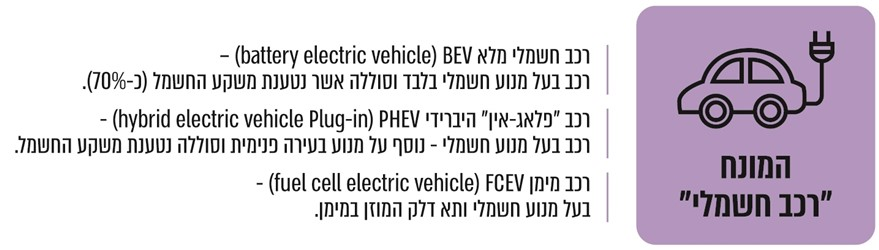 המונח
"רכב חשמלי"
רכב חשמלי מלא BEV (battery electric vehicle) –
רכב בעל מנוע חשמלי בלבד וסוללה אשר נטענת משקע החשמל (כ-70%).
רכב "פלאג-אין" היברידי PHEV (hybrid electric vehicle Plug-in) -
רכב בעל מנוע חשמלי - נוסף על מנוע בעירה פנימית וסוללה נטענת משקע החשמל.
רכב מימן FCEV (fuel cell electric vehicle) -
בעל מנוע חשמלי ותא דלק המוזן במימן.